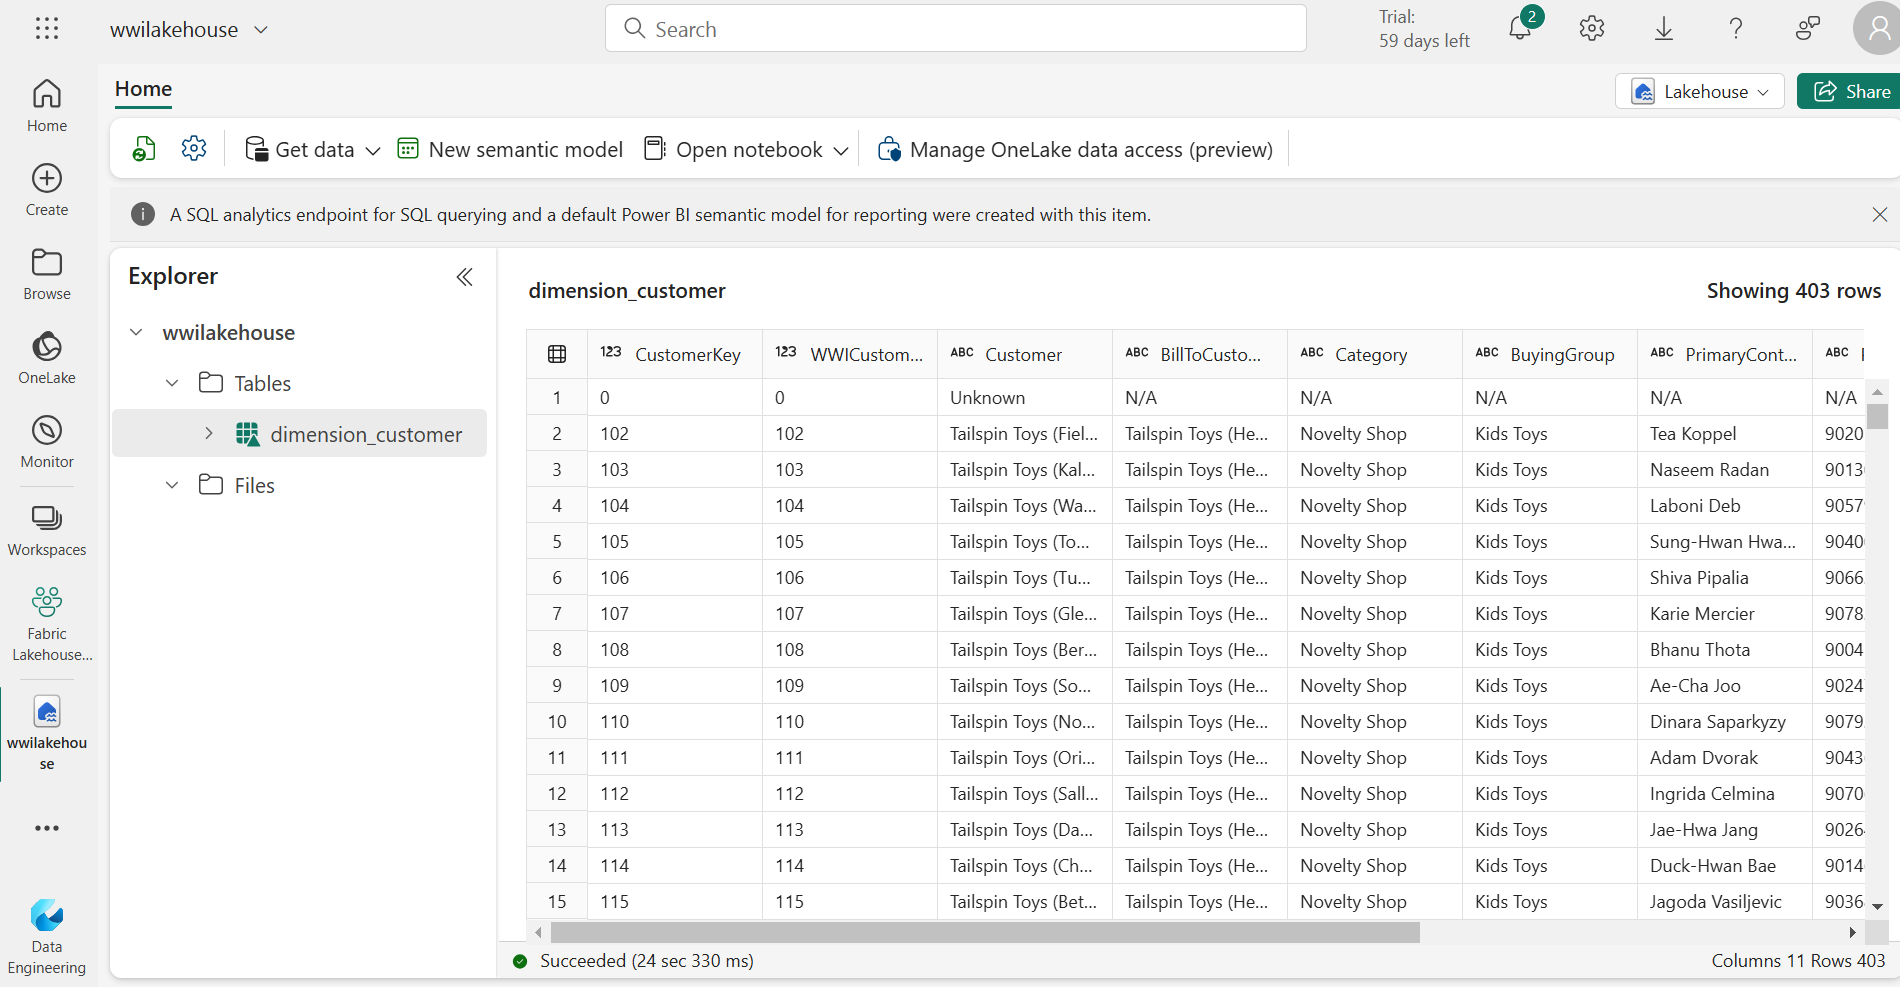 wwilakehouse
Search
Trial:
59 days left
2
Home
Create
Browse
OneLake
Monitor
Workspaces
Fabric
Lakehouse...
wwilakehou
se
Data
Engineering
Home
Lakehouse
Share
Get data
New semantic model
Open notebook
Manage OneLake data access (preview)
A SQL analytics endpoint for SQL querying and a default Power BI semantic model for reporting were created with this item.
Explorer
wwilakehouse
Tables
dimension_customer
Files
dimension_customer
Showing 403 rows
123 CustomerKey 123 WWICustom... ABC Customer ABC BillToCusto... ABC Category ABC BuyingGroup ABC PrimaryCont... ABC
1 0 0 Unknown N/A N/A N/A N/A N/A
2 102 102 Tailspin Toys (Fiel... Tailspin Toys (He... Novelty Shop Kids Toys Tea Koppel 9020
3 103 103 Tailspin Toys (Kal... Tailspin Toys (He... Novelty Shop Kids Toys Naseem Radan 9013
4 104 104 Tailspin Toys (Wa... Tailspin Toys (He... Novelty Shop Kids Toys Laboni Deb 9057
5 105 105 Tailspin Toys (To... Tailspin Toys (He... Novelty Shop Kids Toys Sung-Hwan Hwa... 9040
6 106 106 Tailspin Toys (Tu... Tailspin Toys (He... Novelty Shop Kids Toys Shiva Pipalia 9066
7 107 107 Tailspin Toys (Gle... Tailspin Toys (He... Novelty Shop Kids Toys Karie Mercier 9078
8 108 108 Tailspin Toys (Ber... Tailspin Toys (He... Novelty Shop Kids Toys Bhanu Thota 9004
9 109 109 Tailspin Toys (So... Tailspin Toys (He... Novelty Shop Kids Toys Ae-Cha Joo 9024
10 110 110 Tailspin Toys (No... Tailspin Toys (He... Novelty Shop Kids Toys Dinara Saparkyzy 9079
11 111 111 Tailspin Toys (Ori... Tailspin Toys (He... Novelty Shop Kids Toys Adam Dvorak 9043
12 112 112 Tailspin Toys (Sall... Tailspin Toys (He... Novelty Shop Kids Toys Ingrida Celmina 9070
13 113 113 Tailspin Toys (Da... Tailspin Toys (He... Novelty Shop Kids Toys Jae-Hwa Jang 9026
14 114 114 Tailspin Toys (Ch... Tailspin Toys (He... Novelty Shop Kids Toys Duck-Hwan Bae 9014
15 115 115 Tailspin Toys (Bet... Tailspin Toys (He... Novelty Shop Kids Toys Jagoda Vasiljevic 9036
Succeeded (24 sec 330 ms)
Columns 11 Rows 403